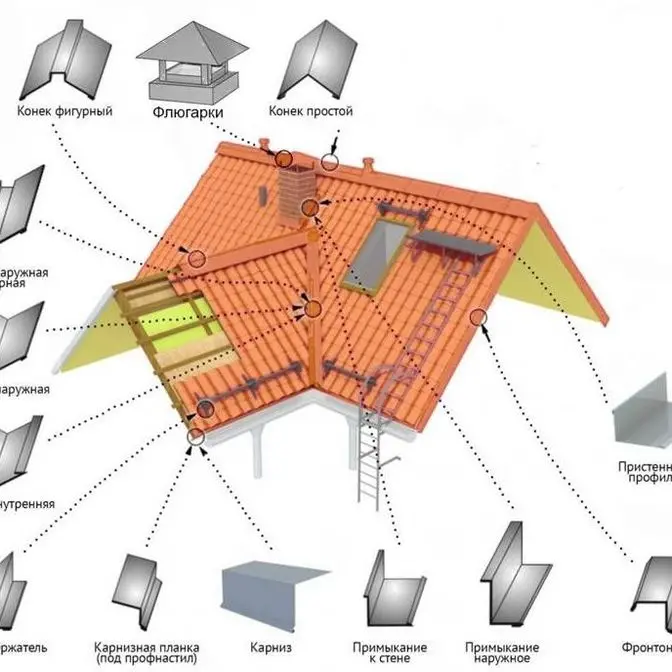 Конек фигурный
Флюгарки
Конек простой
аружная
рная
аружная
нутренняя
Пристенн
профил
ржатель
Карнизная планка
(под профнастил)
Карниз
Примыкание
к стене
Примыкание
наружное
Фронто